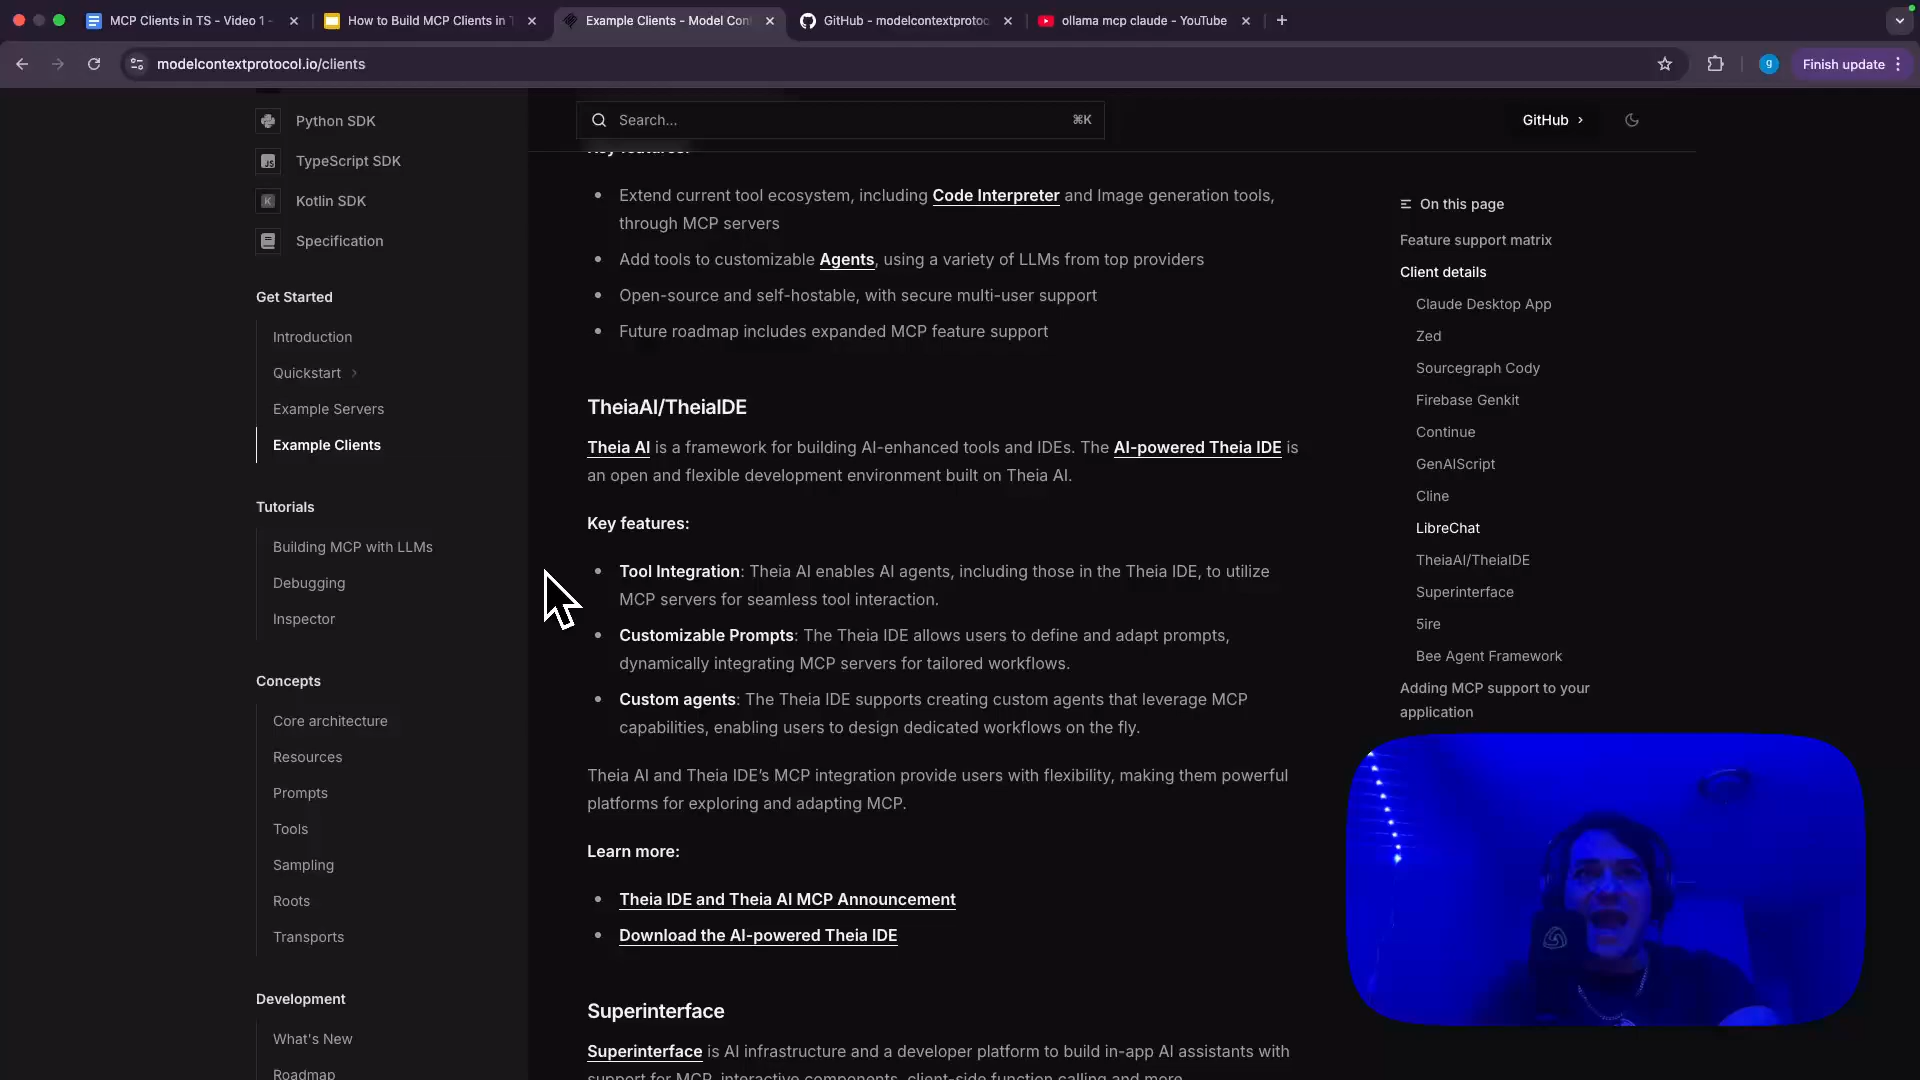 MCP Clients in TS - Video 1 -
How to Build MCP Clients in
Example Clients - Model Con
GitHub - modelcontextprotoc
ollama mcp claude - YouTube
modelcontextprotocol.io/clients
g
Finish update
Python SDK
TypeScript SDK
Kotlin SDK
Specification
Get Started
Introduction
Quickstart
Example Servers
Example Clients
Tutorials
Building MCP with LLMs
Debugging
Inspector
Concepts
Core architecture
Resources
Prompts
Tools
Sampling
Roots
Transports
Development
What's New
Roadmap
Search...
⌘K
GitHub
Key features:
• Extend current tool ecosystem, including Code Interpreter and Image generation tools,
through MCP servers
• Add tools to customizable Agents, using a variety of LLMs from top providers
• Open-source and self-hostable, with secure multi-user support
• Future roadmap includes expanded MCP feature support
TheiaAI/TheiaIDE
Theia AI is a framework for building AI-enhanced tools and IDEs. The AI-powered Theia IDE is
an open and flexible development environment built on Theia AI.
Key features:
• Tool Integration: Theia AI enables AI agents, including those in the Theia IDE, to utilize
MCP servers for seamless tool interaction.
• Customizable Prompts: The Theia IDE allows users to define and adapt prompts,
dynamically integrating MCP servers for tailored workflows.
• Custom agents: The Theia IDE supports creating custom agents that leverage MCP
capabilities, enabling users to design dedicated workflows on the fly.
Theia AI and Theia IDE’s MCP integration provide users with flexibility, making them powerful
platforms for exploring and adapting MCP.
Learn more:
• Theia IDE and Theia AI MCP Announcement
• Download the AI-powered Theia IDE
Superinterface
Superinterface is AI infrastructure and a developer platform to build in-app AI assistants with
support for MCP, interactive components, client-side function calling and more.
On this page
Feature support matrix
Client details
Claude Desktop App
Zed
Sourcegraph Cody
Firebase Genkit
Continue
GenAIScript
Cline
LibreChat
TheiaAI/TheiaIDE
Superinterface
5ire
Bee Agent Framework
Adding MCP support to your
application